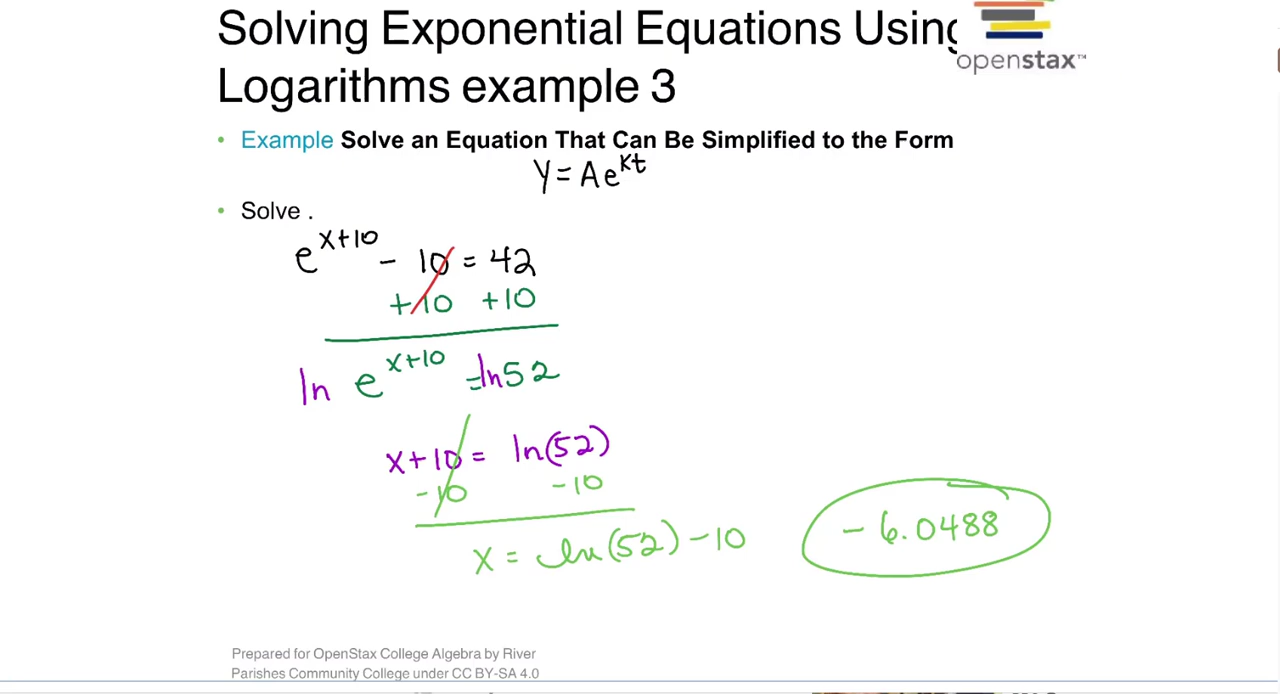 Solving Exponential Equations Using
Logarithms example 3
openstax™
• Example Solve an Equation That Can Be Simplified to the Form
Y = Ae^{kt}
• Solve .
e^{x+10} - 10 = 42
+10 +10
ln e^{x+10} = ln 52
x+10 = ln(52)
-10 -10
x = ln(52) - 10
- 6.0488
Prepared for OpenStax College Algebra by River
Parishes Community College under CC BY-SA 4.0